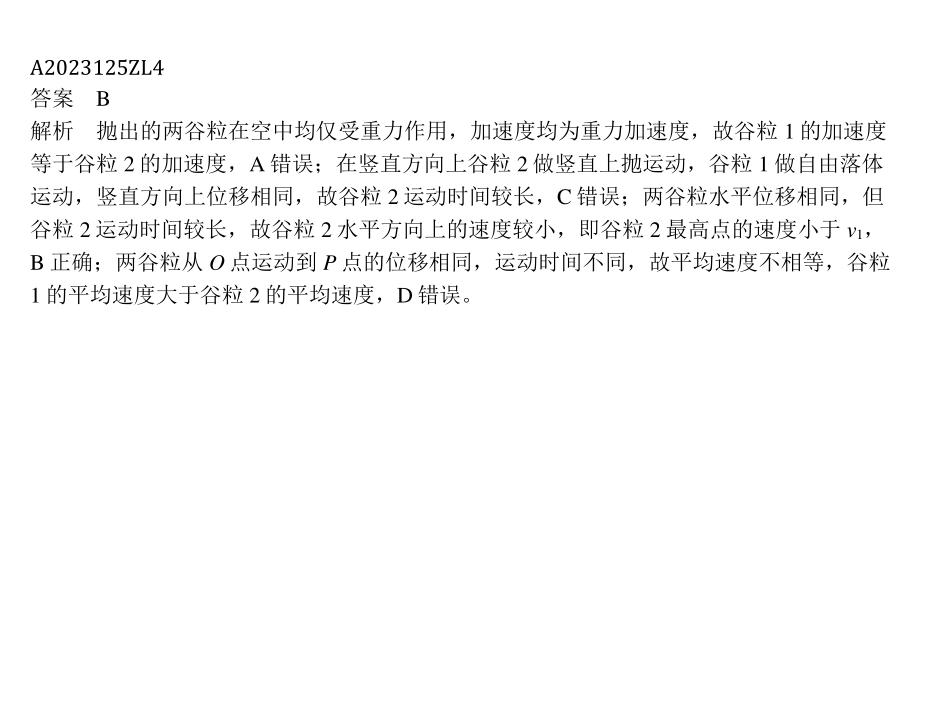 A2023125ZL4
答案 B
解析 抛出的两谷粒在空中均仅受重力作用，加速度均为重力加速度，故谷粒 1 的加速度
等于谷粒 2 的加速度，A 错误；在竖直方向上谷粒 2 做竖直上抛运动，谷粒 1 做自由落体
运动，竖直方向上位移相同，故谷粒 2 运动时间较长，C 错误；两谷粒水平位移相同，但
谷粒 2 运动时间较长，故谷粒 2 水平方向上的速度较小，即谷粒 2 最高点的速度小于 v₁，
B 正确；两谷粒从 O 点运动到 P 点的位移相同，运动时间不同，故平均速度不相等，谷粒
1 的平均速度大于谷粒 2 的平均速度，D 错误。